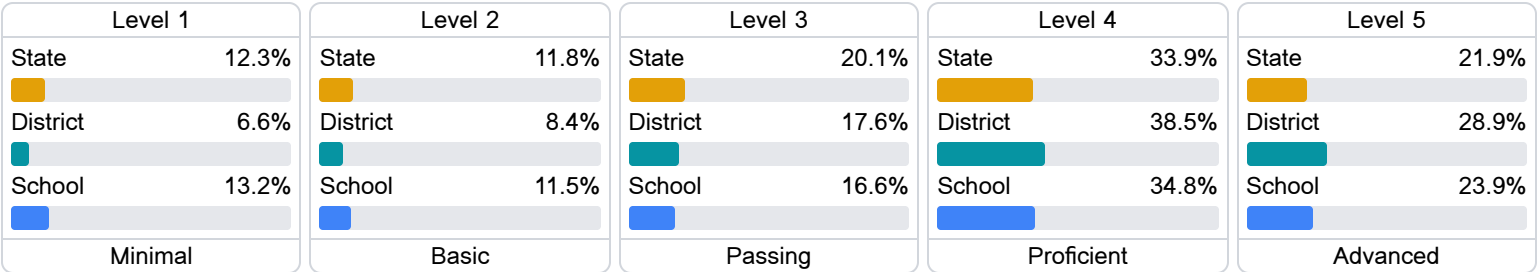 Level 1
State 12.3%
District 6.6%
School 13.2%
Minimal
Level 2
State 11.8%
District 8.4%
School 11.5%
Basic
Level 3
State 20.1%
District 17.6%
School 16.6%
Passing
Level 4
State 33.9%
District 38.5%
School 34.8%
Proficient
Level 5
State 21.9%
District 28.9%
School 23.9%
Advanced